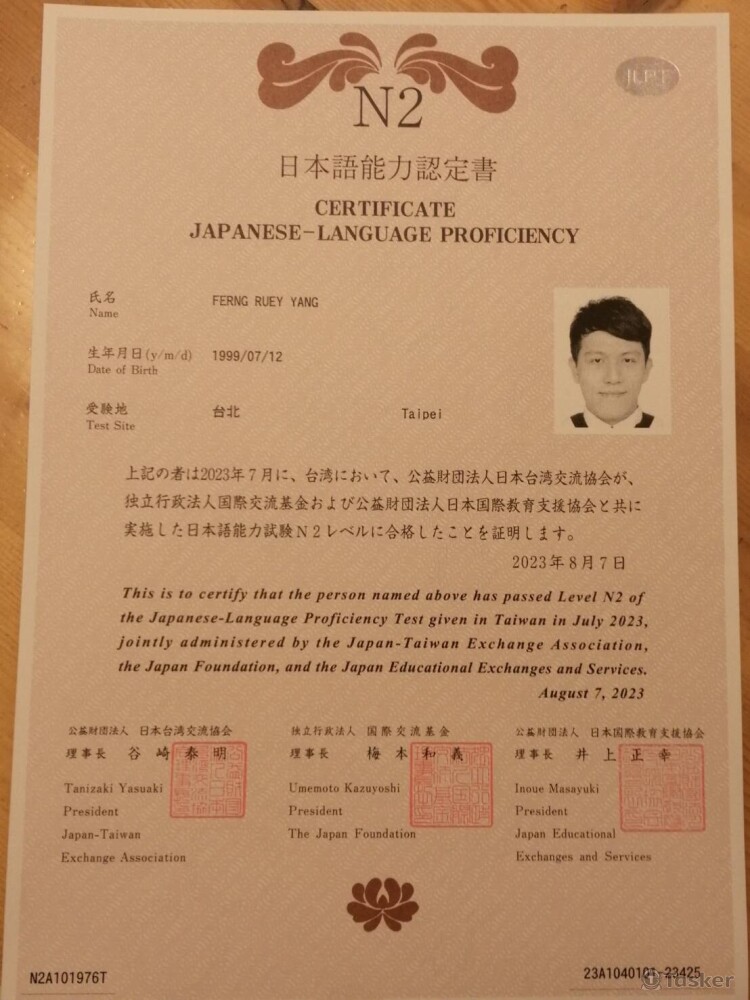 JLPT
N2
日本語能力認定書
CERTIFICATE
JAPANESE-LANGUAGE PROFICIENCY
氏名 FERNG RUEY YANG
Name
生年月日(y/m/d) 1999/07/12
Date of Birth
受験地 台北 Taipei
Test Site
上記の者は2023年7月に、台湾において、公益財団法人日本台湾交流協会が、
独立行政法人国際交流基金および公益財団法人日本国際教育支援協会と共に
実施した日本語能力試験N2レベルに合格したことを証明します。
2023年8月7日
This is to certify that the person named above has passed Level N2 of
the Japanese-Language Proficiency Test given in Taiwan in July 2023,
jointly administered by the Japan-Taiwan Exchange Association,
the Japan Foundation, and the Japan Educational Exchanges and Services.
August 7, 2023
公益財団法人 日本台湾交流協会
理事長 谷崎泰明
Tanizaki Yasuaki
President
Japan-Taiwan
Exchange Association
独立行政法人 国際交流基金
理事長 梅本和義
Umemoto Kazuyoshi
President
The Japan Foundation
公益財団法人 日本国際教育支援協会
理事長 井上正幸
Inoue Masayuki
President
Japan Educational
Exchanges and Services
N2A101976T
23A1040101-23425
Tasker